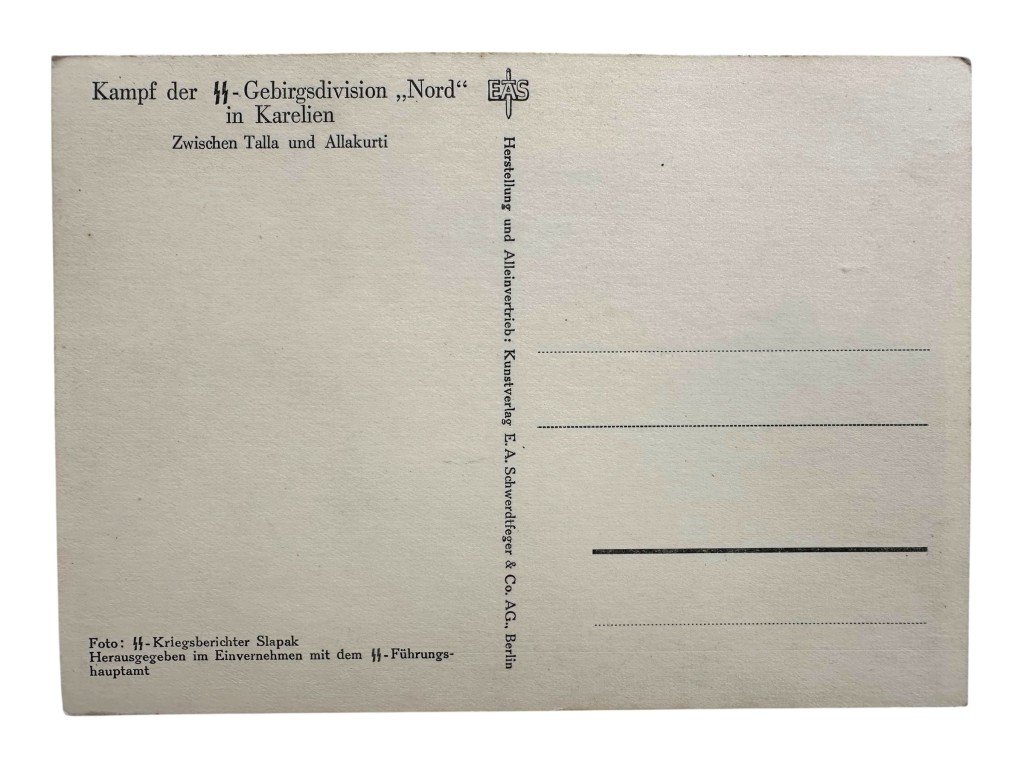 Kampf der ᛋᛋ-Gebirgsdivision „Nord“
in Karelien
Zwischen Talla und Allakurti
EAS
Herstellung und Alleinvertrieb: Kunstverlag E. A. Schwerdtfeger & Co. AG., Berlin
Foto: ᛋᛋ-Kriegsberichter Slapak
Herausgegeben im Einvernehmen mit dem ᛋᛋ-Führungs-
hauptamt